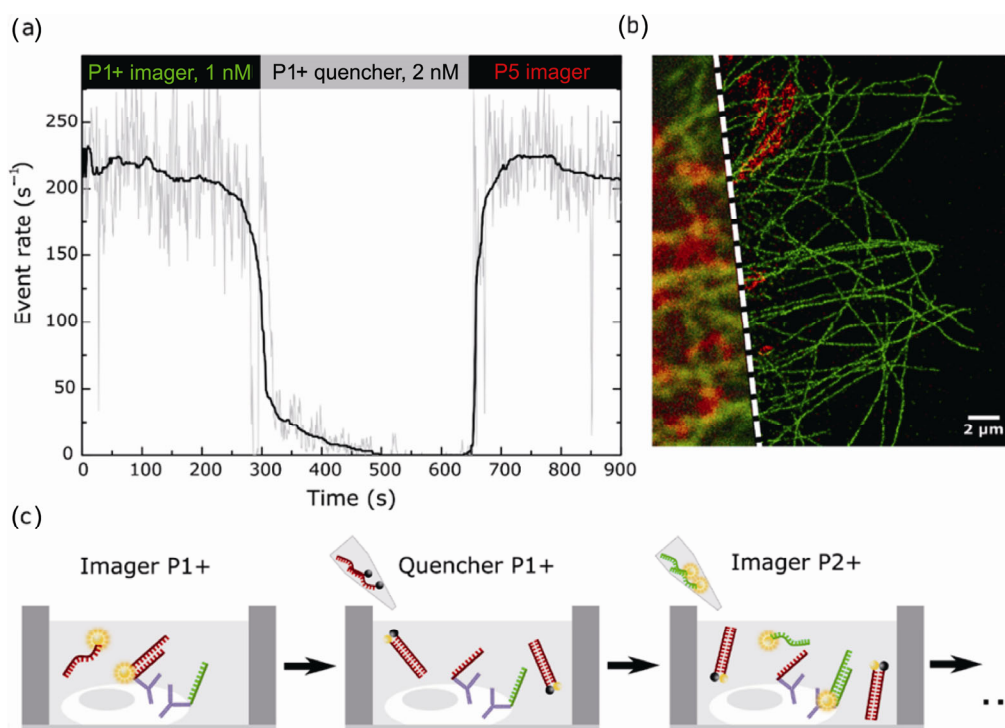 (a)
(b)
P1+ imager, 1 nM
P1+ quencher, 2 nM
P5 imager
Event rate (s⁻¹)
250
200
150
100
50
0
0
100
200
300
400
500
600
700
800
900
Time (s)
2 µm
(c)
Imager P1+
Quencher P1+
Imager P2+
...